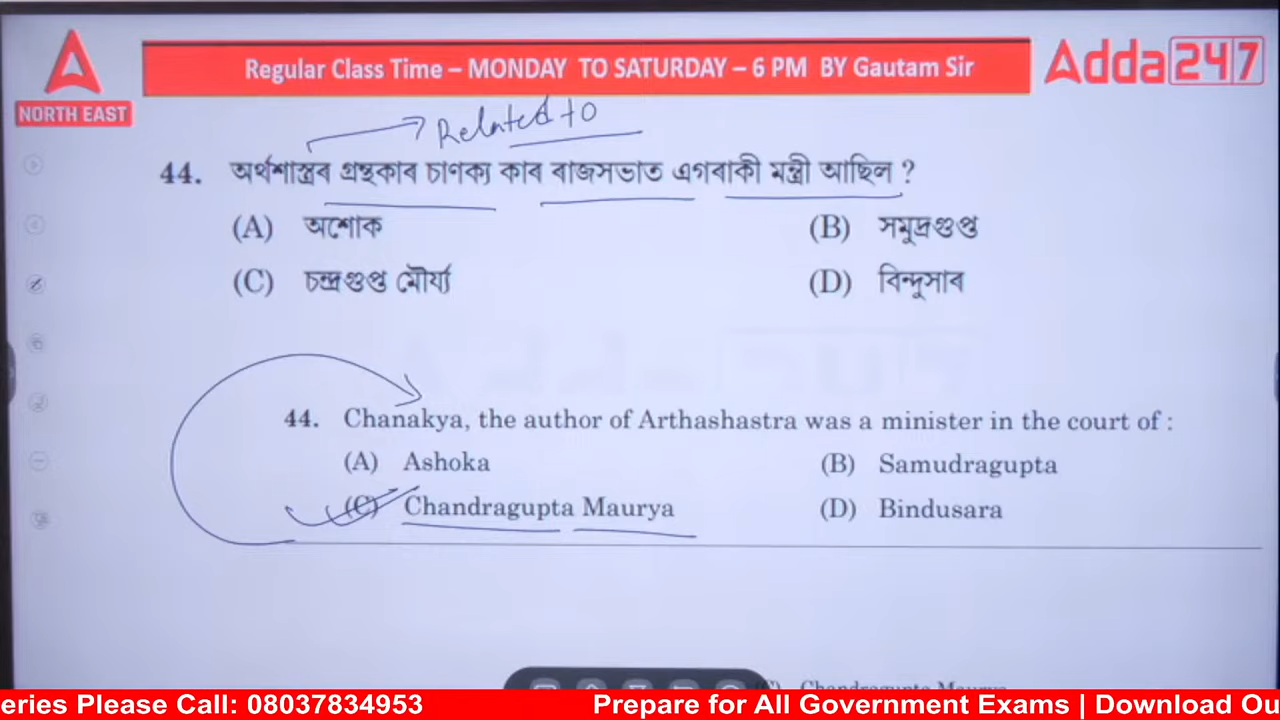 Regular Class Time – MONDAY TO SATURDAY – 6 PM BY Gautam Sir
Adda 247
NORTH EAST
Related to
44. অৰ্থশাস্ত্ৰৰ গ্ৰন্থকাৰ চাণক্য কাৰ ৰাজসভাত এগৰাকী মন্ত্ৰী আছিল ?
(A) অশোক (B) সমুদ্ৰগুপ্ত
(C) চন্দ্ৰগুপ্ত মৌৰ্য্য (D) বিন্দুসাৰ
44. Chanakya, the author of Arthashastra was a minister in the court of :
(A) Ashoka (B) Samudragupta
(C) Chandragupta Maurya (D) Bindusara
eries Please Call: 08037834953 Prepare for All Government Exams | Download Ou